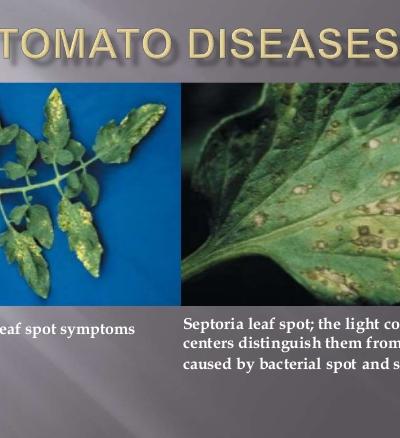 TOMATO DISEASES
eaf spot symptoms
Septoria leaf spot; the light co
centers distinguish them from
caused by bacterial spot and s